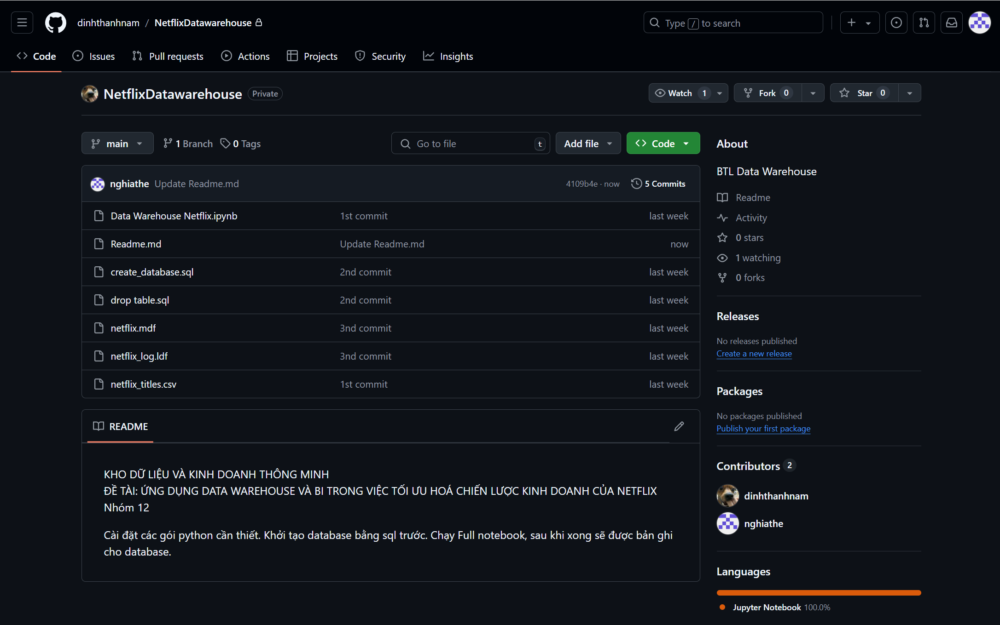 dinhthanhnam / NetflixDatawarehouse
Type / to search
Code
Issues
Pull requests
Actions
Projects
Security
Insights
NetflixDatawarehouse Private
Watch 1
Fork 0
Star 0
main
1 Branch
0 Tags
Go to file t
Add file
Code
nghiathe Update Readme.md 4109b4e · now 5 Commits
Data Warehouse Netflix.ipynb 1st commit last week
Readme.md Update Readme.md now
create_database.sql 2nd commit last week
drop table.sql 2nd commit last week
netflix.mdf 3nd commit last week
netflix_log.ldf 3nd commit last week
netflix_titles.csv 1st commit last week
README
KHO DỮ LIỆU VÀ KINH DOANH THÔNG MINH
ĐỀ TÀI: ỨNG DỤNG DATA WAREHOUSE VÀ BI TRONG VIỆC TỐI ƯU HOÁ CHIẾN LƯỢC KINH DOANH CỦA NETFLIX
Nhóm 12
Cài đặt các gói python cần thiết. Khởi tạo database bằng sql trước. Chạy Full notebook, sau khi xong sẽ được bản ghi
cho database.
About
BTL Data Warehouse
Readme
Activity
0 stars
1 watching
0 forks
Releases
No releases published
Create a new release
Packages
No packages published
Publish your first package
Contributors 2
dinhthanhnam
nghiathe
Languages
Jupyter Notebook 100.0%